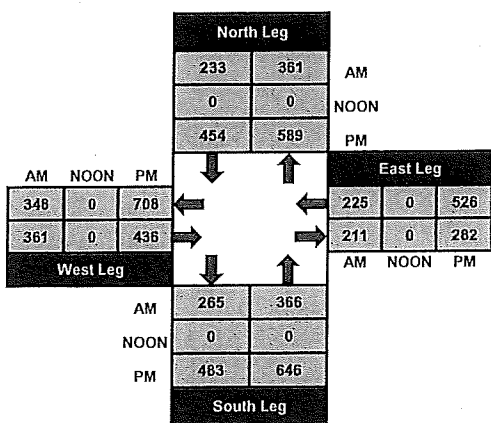 North Leg
233 361 AM
0 0 NOON
454 589 PM
AM NOON PM
348 0 708
361 0 436
West Leg
East Leg
225 0 526
211 0 282
AM NOON PM
AM 265 366
NOON 0 0
PM 483 646
South Leg